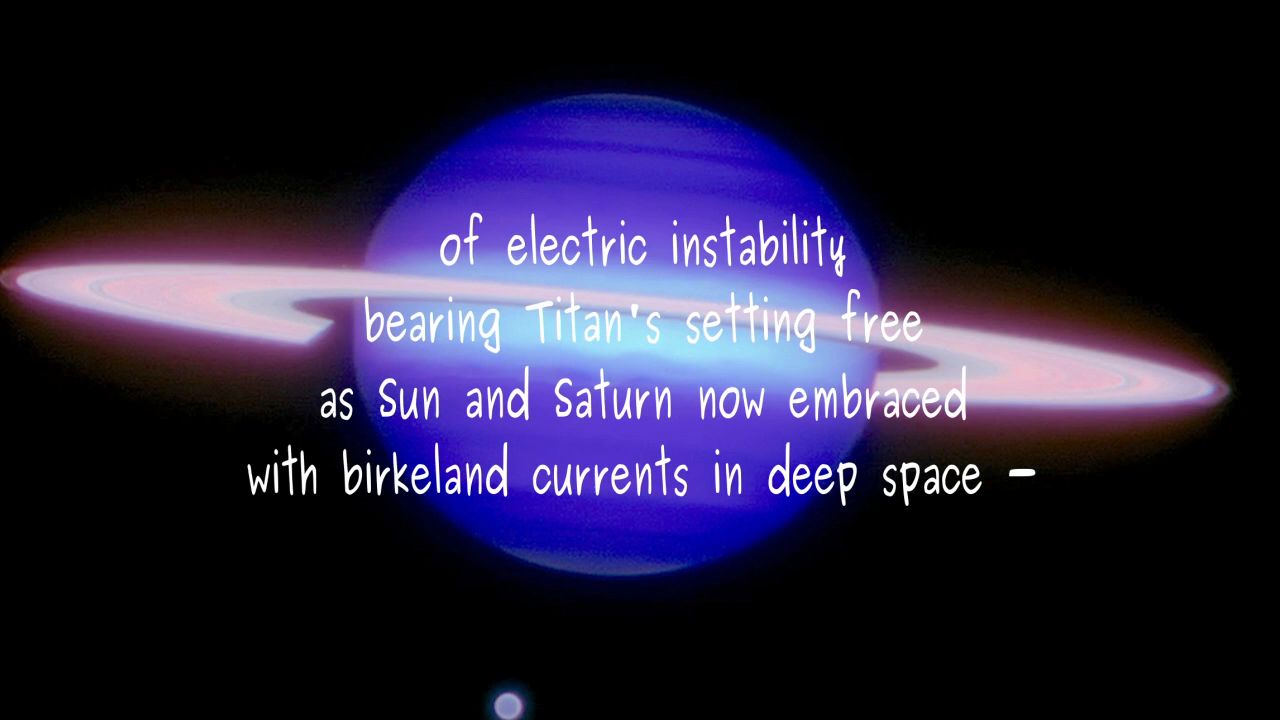 of electric instability
bearing Titan's setting free
as Sun and Saturn now embraced
with birkeland currents in deep space -